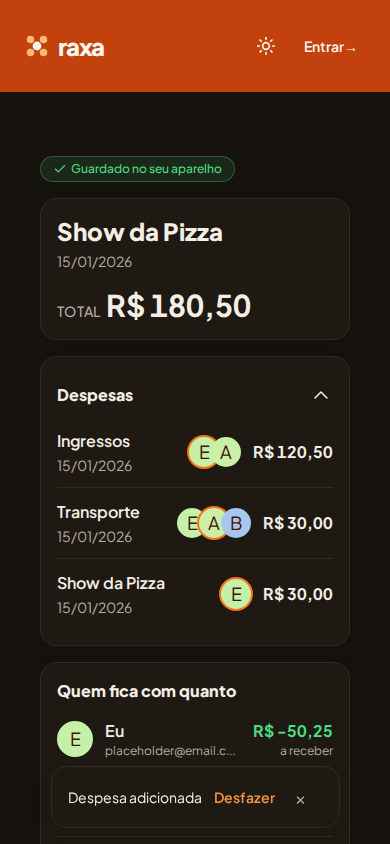 raxa
Entrar→
Guardado no seu aparelho
Show da Pizza
15/01/2026
TOTAL R$ 180,50
Despesas
Ingressos
E A R$ 120,50
15/01/2026
Transporte
E A B R$ 30,00
15/01/2026
Show da Pizza
E R$ 30,00
15/01/2026
Quem fica com quanto
E Eu R$ -50,25
placeholder@email.c... a receber
Despesa adicionada Desfazer ×